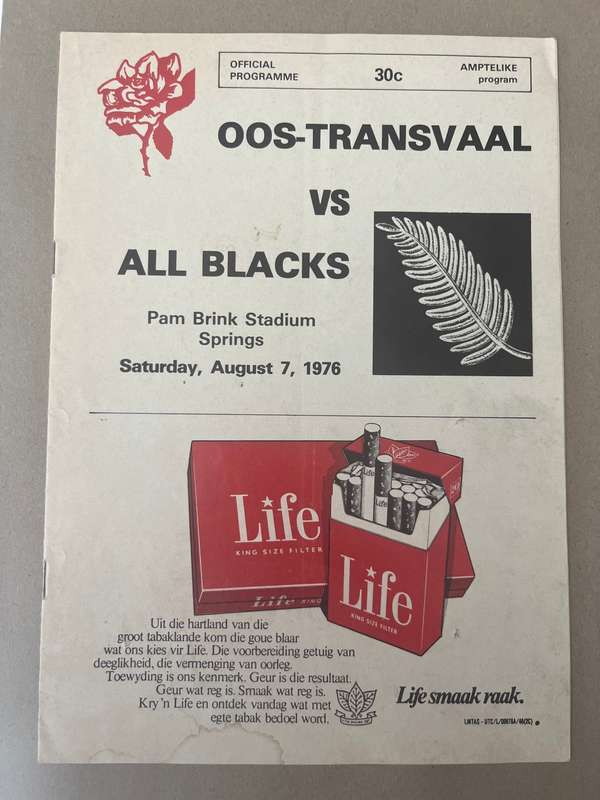 OFFICIAL
PROGRAMME
30c
AMPTELIKE
program
OOS-TRANSVAAL
VS
ALL BLACKS
Pam Brink Stadium
Springs
Saturday, August 7, 1976
Life
KING SIZE FILTER
Life KING
Life
Life
Life
KING SIZE FILTER
Uit die hartland van die
groot tabaklande kom die goue blaar
wat ons kies vir Life. Die voorbereiding getuig van
deeglikheid, die vermenging van oorleg.
Toewyding is ons kenmerk. Geur is die resultaat.
Geur wat reg is. Smaak wat reg is.
Kry 'n Life en ontdek vandag wat met
egte tabak bedoel word.
Life smaak raak.